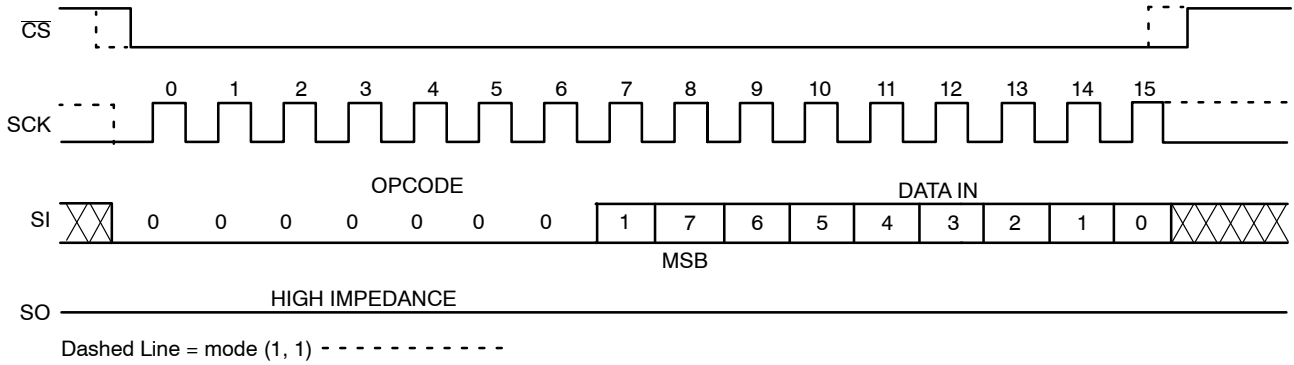 CS
0 1 2 3 4 5 6 7 8 9 10 11 12 13 14 15
SCK
OPCODE DATA IN
SI 0 0 0 0 0 0 0 1 7 6 5 4 3 2 1 0
MSB
HIGH IMPEDANCE
SO
Dashed Line = mode (1, 1)